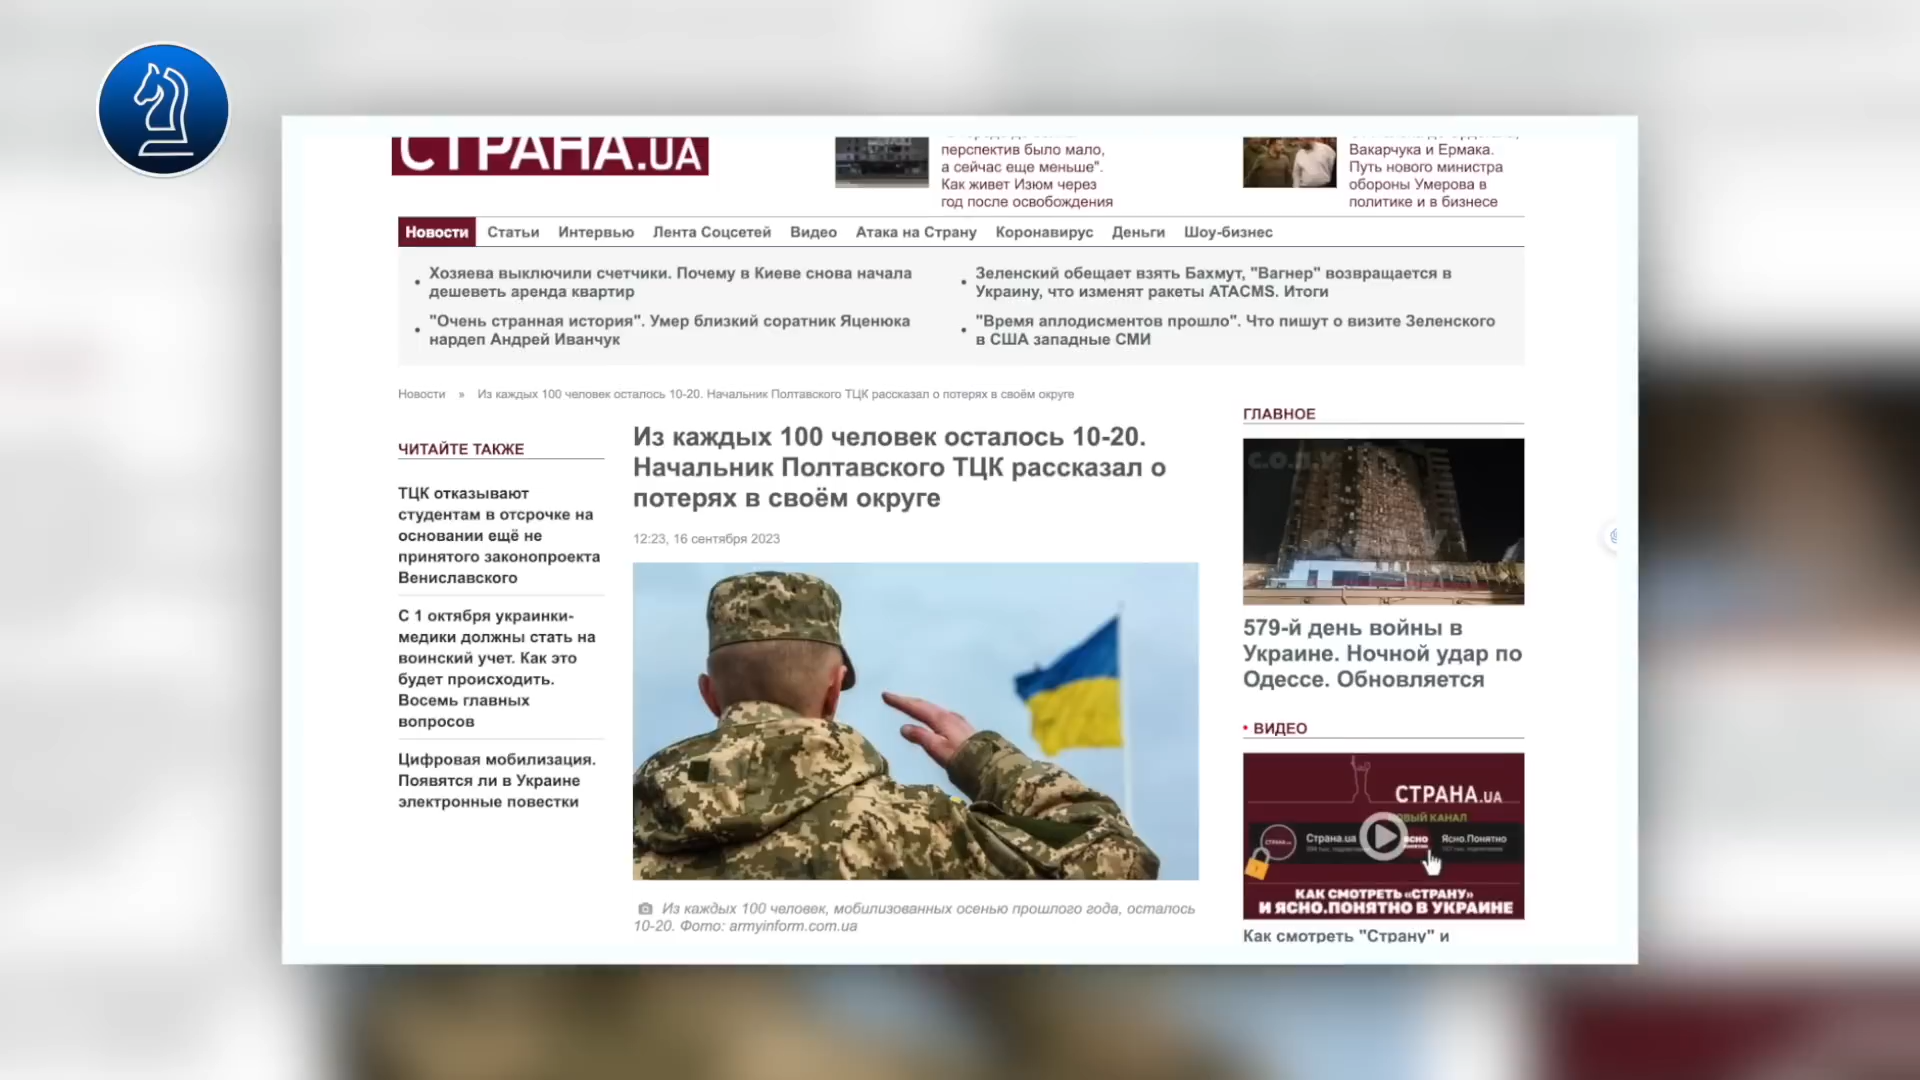 СТРАНА.UA
перспектив было мало,
а сейчас еще меньше".
Как живет Изюм через
год после освобождения
Вакарчука и Ермака.
Путь нового министра
обороны Умерова в
политике и в бизнесе
Новости Статьи Интервью Лента Соцсетей Видео Атака на Страну Коронавирус Деньги Шоу-бизнес
Хозяева выключили счетчики. Почему в Киеве снова начала
дешеветь аренда квартир
"Очень странная история". Умер близкий соратник Яценюка
нардеп Андрей Иванчук
Зеленский обещает взять Бахмут, "Вагнер" возвращается в
Украину, что изменят ракеты ATACMS. Итоги
"Время аплодисментов прошло". Что пишут о визите Зеленского
в США западные СМИ
Новости » Из каждых 100 человек осталось 10-20. Начальник Полтавского ТЦК рассказал о потерях в своём округе
ЧИТАЙТЕ ТАКЖЕ
ТЦК отказывают
студентам в отсрочке на
основании ещё не
принятого законопроекта
Вениславского
С 1 октября украинки-
медики должны стать на
воинский учет. Как это
будет происходить.
Восемь главных
вопросов
Цифровая мобилизация.
Появятся ли в Украине
электронные повестки
Из каждых 100 человек осталось 10-20.
Начальник Полтавского ТЦК рассказал о
потерях в своём округе
12:23, 16 сентября 2023
Из каждых 100 человек, мобилизованных осенью прошлого года, осталось
10-20. Фото: armyinform.com.ua
ГЛАВНОЕ
579-й день войны в
Украине. Ночной удар по
Одессе. Обновляется
• ВИДЕО
СТРАНА.UA
НОВЫЙ КАНАЛ
Страна.ua
ЯСНО
Ясно.Понятно
КАК СМОТРЕТЬ «СТРАНУ»
И ЯСНО.ПОНЯТНО В УКРАИНЕ
Как смотреть "Страну" и